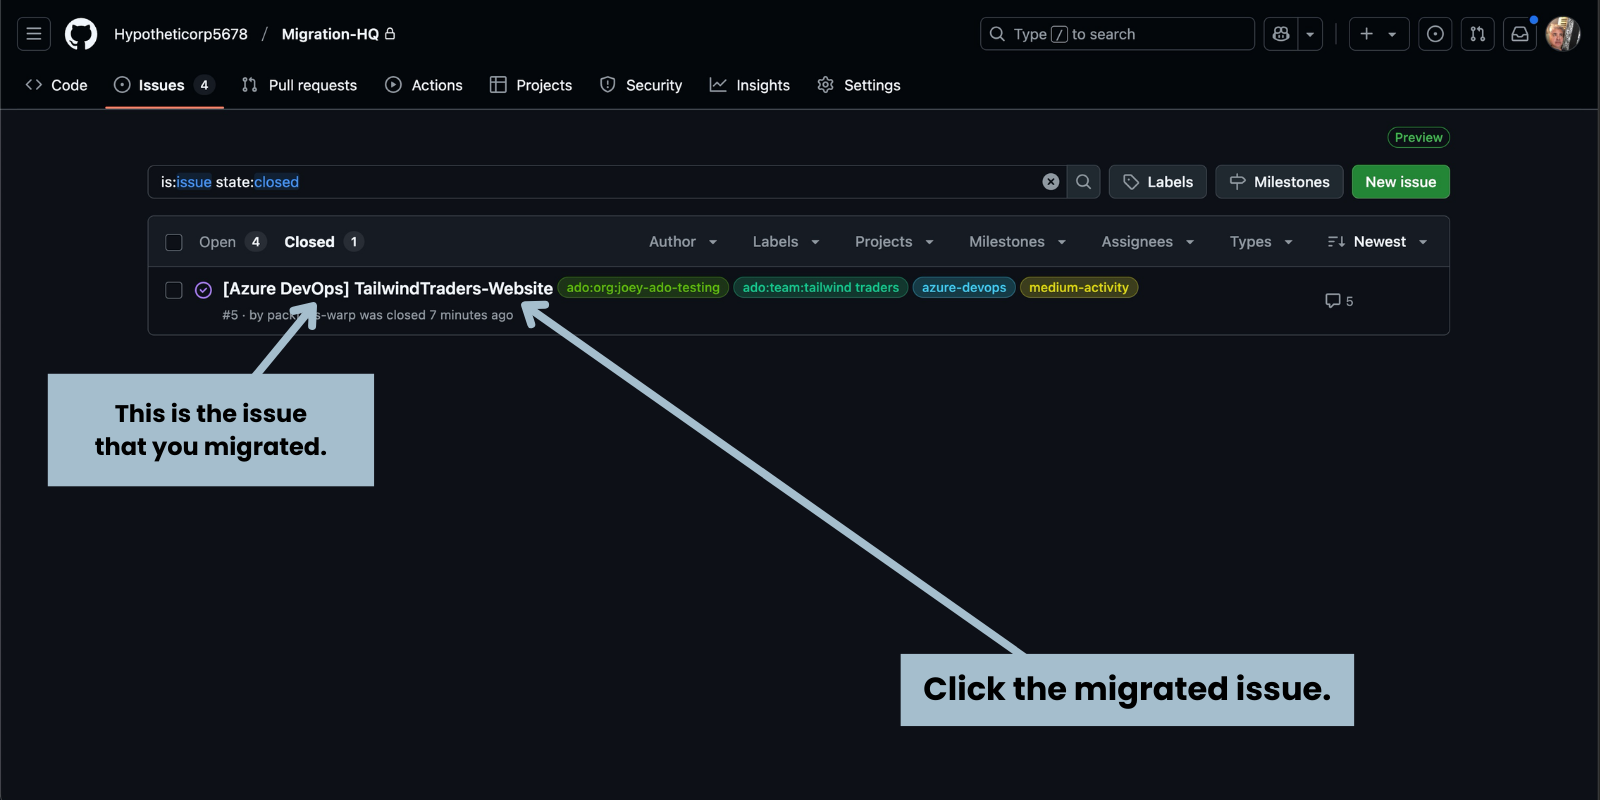 Hypotheticorp5678 / Migration-HQ
Type / to search
Code
Issues 4
Pull requests
Actions
Projects
Security
Insights
Settings
Preview
is:issue state:closed
Labels
Milestones
New issue
Open 4
Closed 1
Author
Labels
Projects
Milestones
Assignees
Types
Newest
[Azure DevOps] TailwindTraders-Website
ado:org:joey-ado-testing
ado:team:tailwind traders
azure-devops
medium-activity
#5 · by s-warp was closed 7 minutes ago
5
This is the issue
that you migrated.
Click the migrated issue.